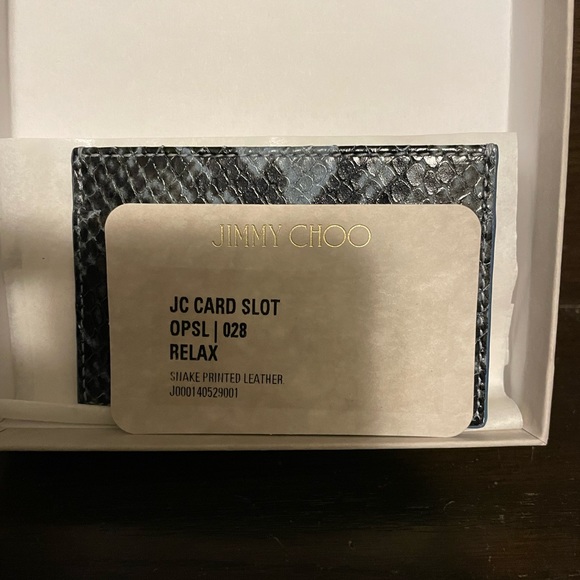 JIMMY CHOO
JC CARD SLOT
OPSL | 028
RELAX
SNAKE PRINTED LEATHER
J000140529001